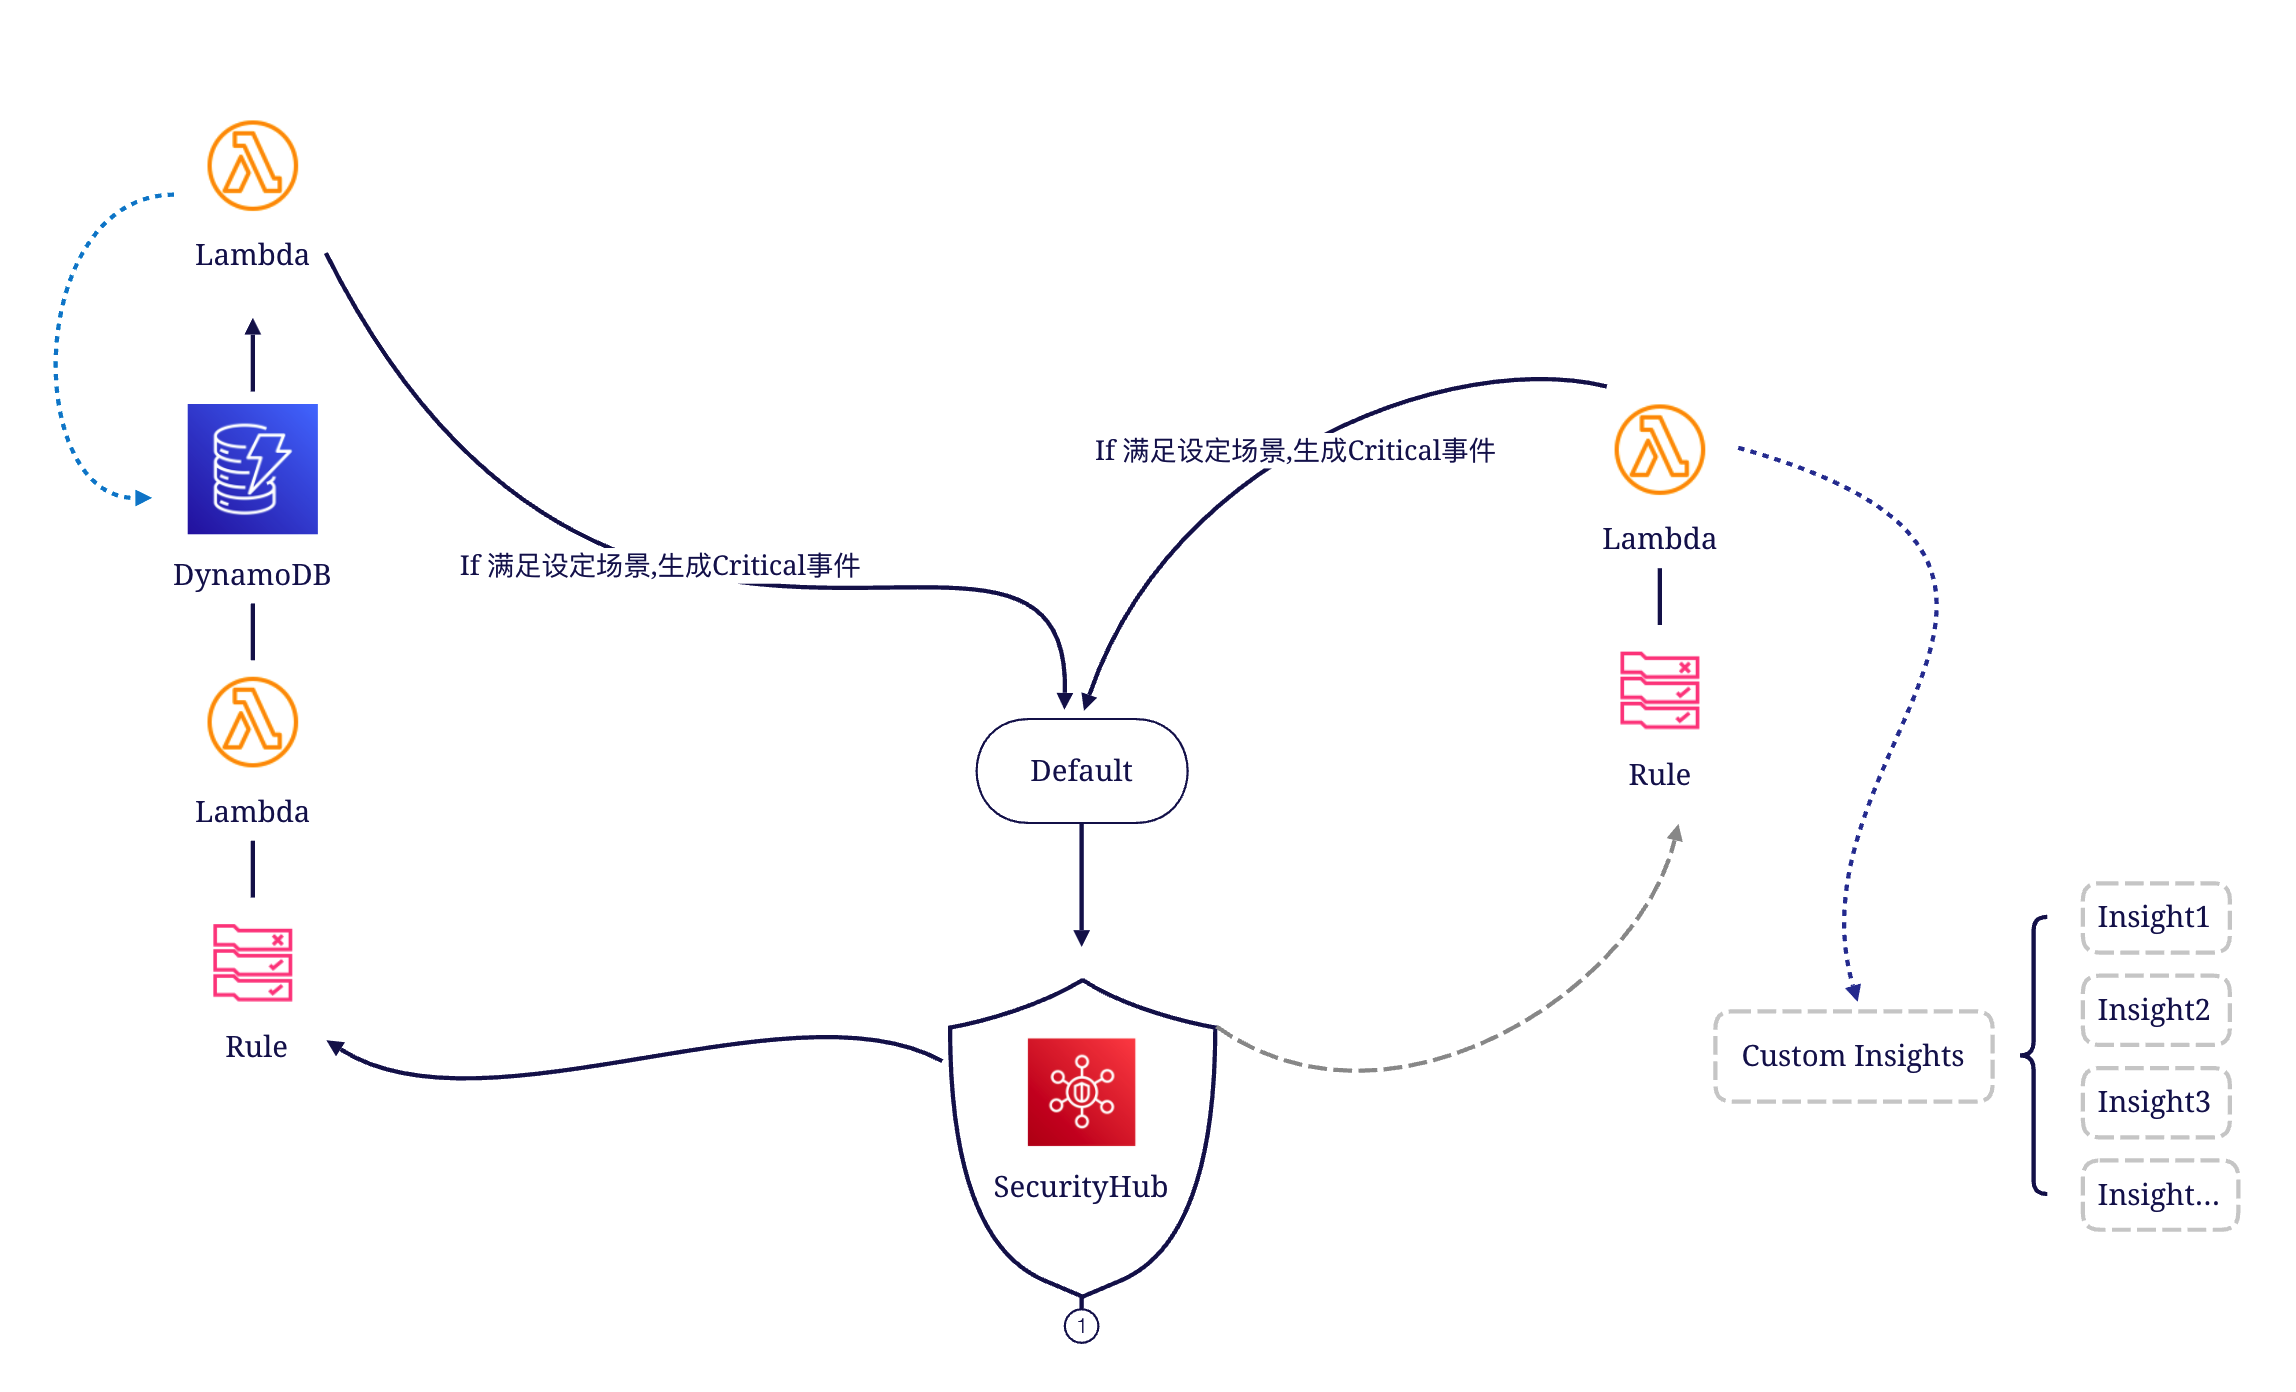 Lambda
DynamoDB
Lambda
Rule
If 满足设定场景,生成Critical事件
If 满足设定场景,生成Critical事件
Default
SecurityHub
1
Lambda
Rule
Custom Insights
Insight1
Insight2
Insight3
Insight...